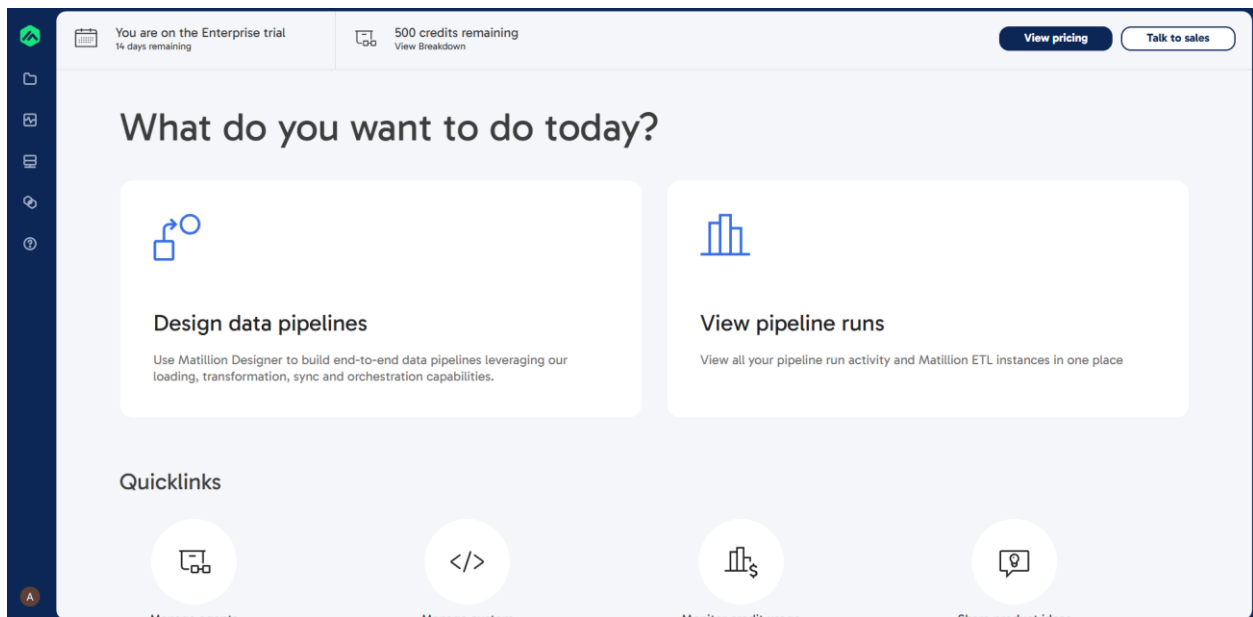 You are on the Enterprise trial
14 days remaining
500 credits remaining
View Breakdown
View pricing
Talk to sales
What do you want to do today?
Design data pipelines
Use Matillion Designer to build end-to-end data pipelines leveraging our
loading, transformation, sync and orchestration capabilities.
View pipeline runs
View all your pipeline run activity and Matillion ETL instances in one place
Quicklinks
</>
$
A